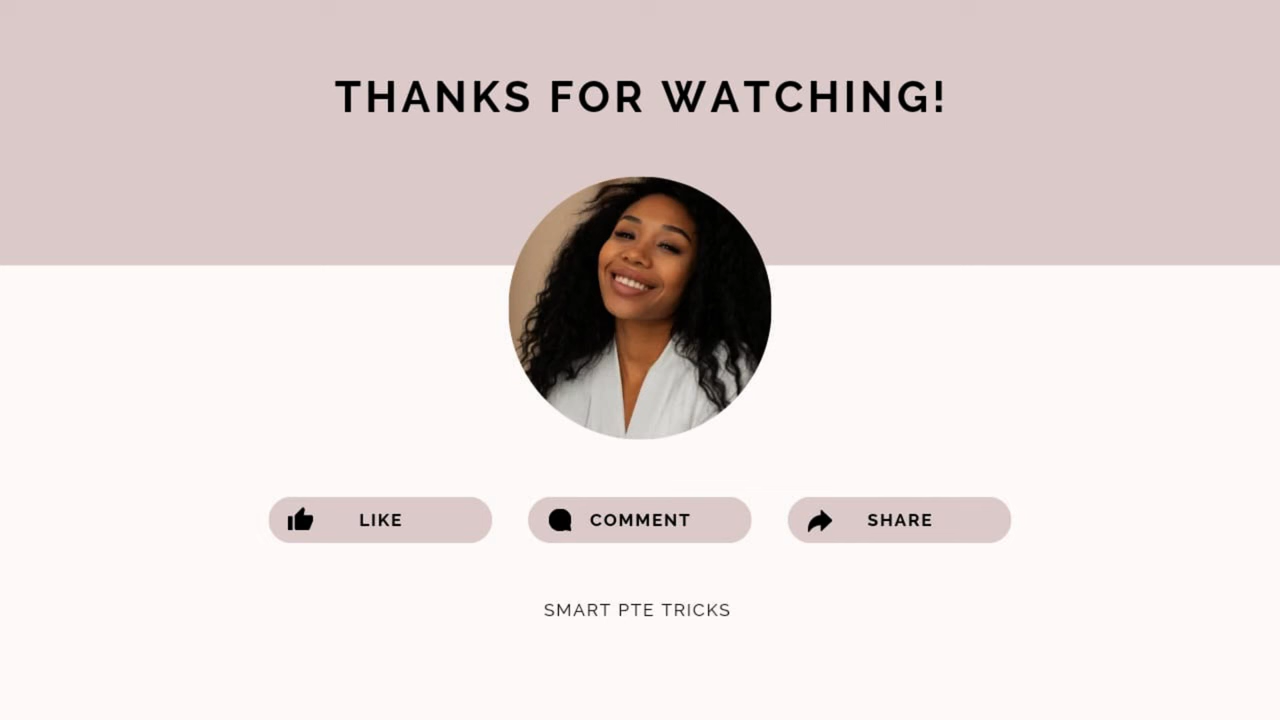 THANKS FOR WATCHING!
LIKE
COMMENT
SHARE
SMART PTE TRICKS